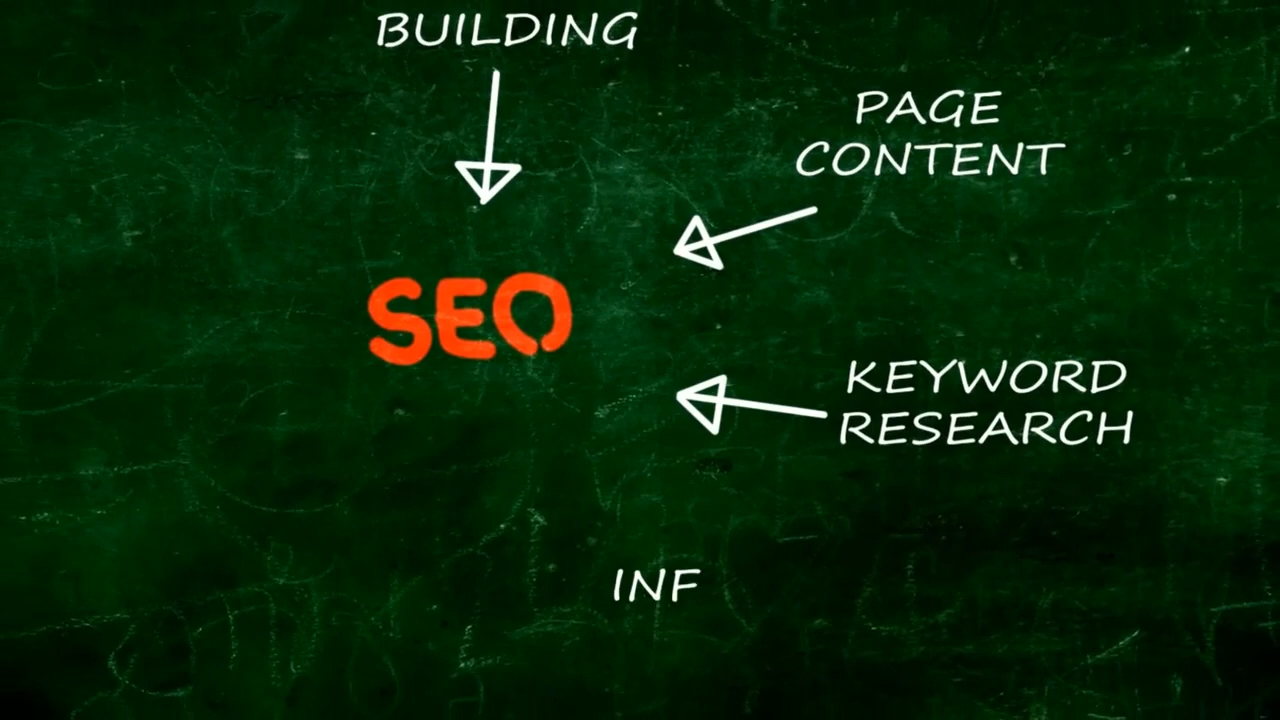 BUILDING
PAGE
CONTENT
SEO
KEYWORD
RESEARCH
INF